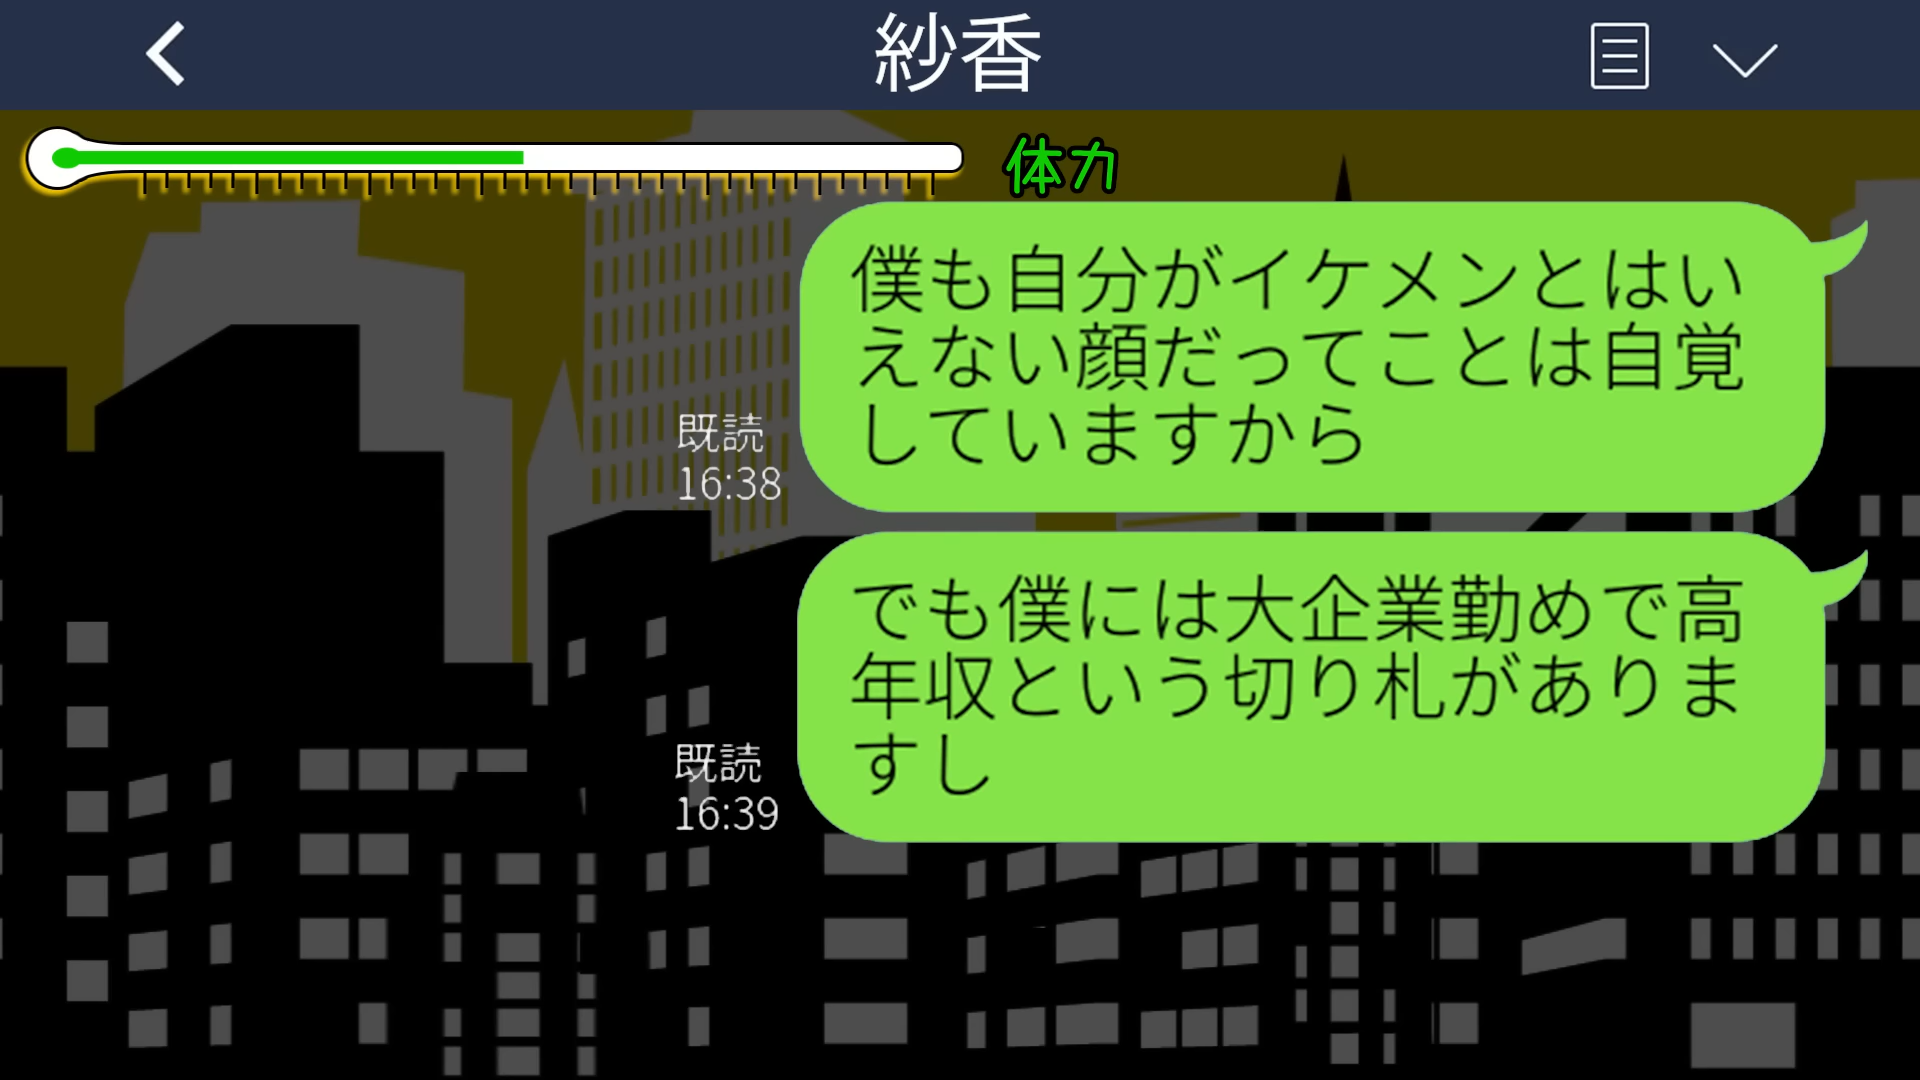 紗香
体力
僕も自分がイケメンとはい
えない顔だってことは自覚
していますから
既読
16:38
でも僕には大企業勤めで高
年収という切り札がありま
すし
既読
16:39